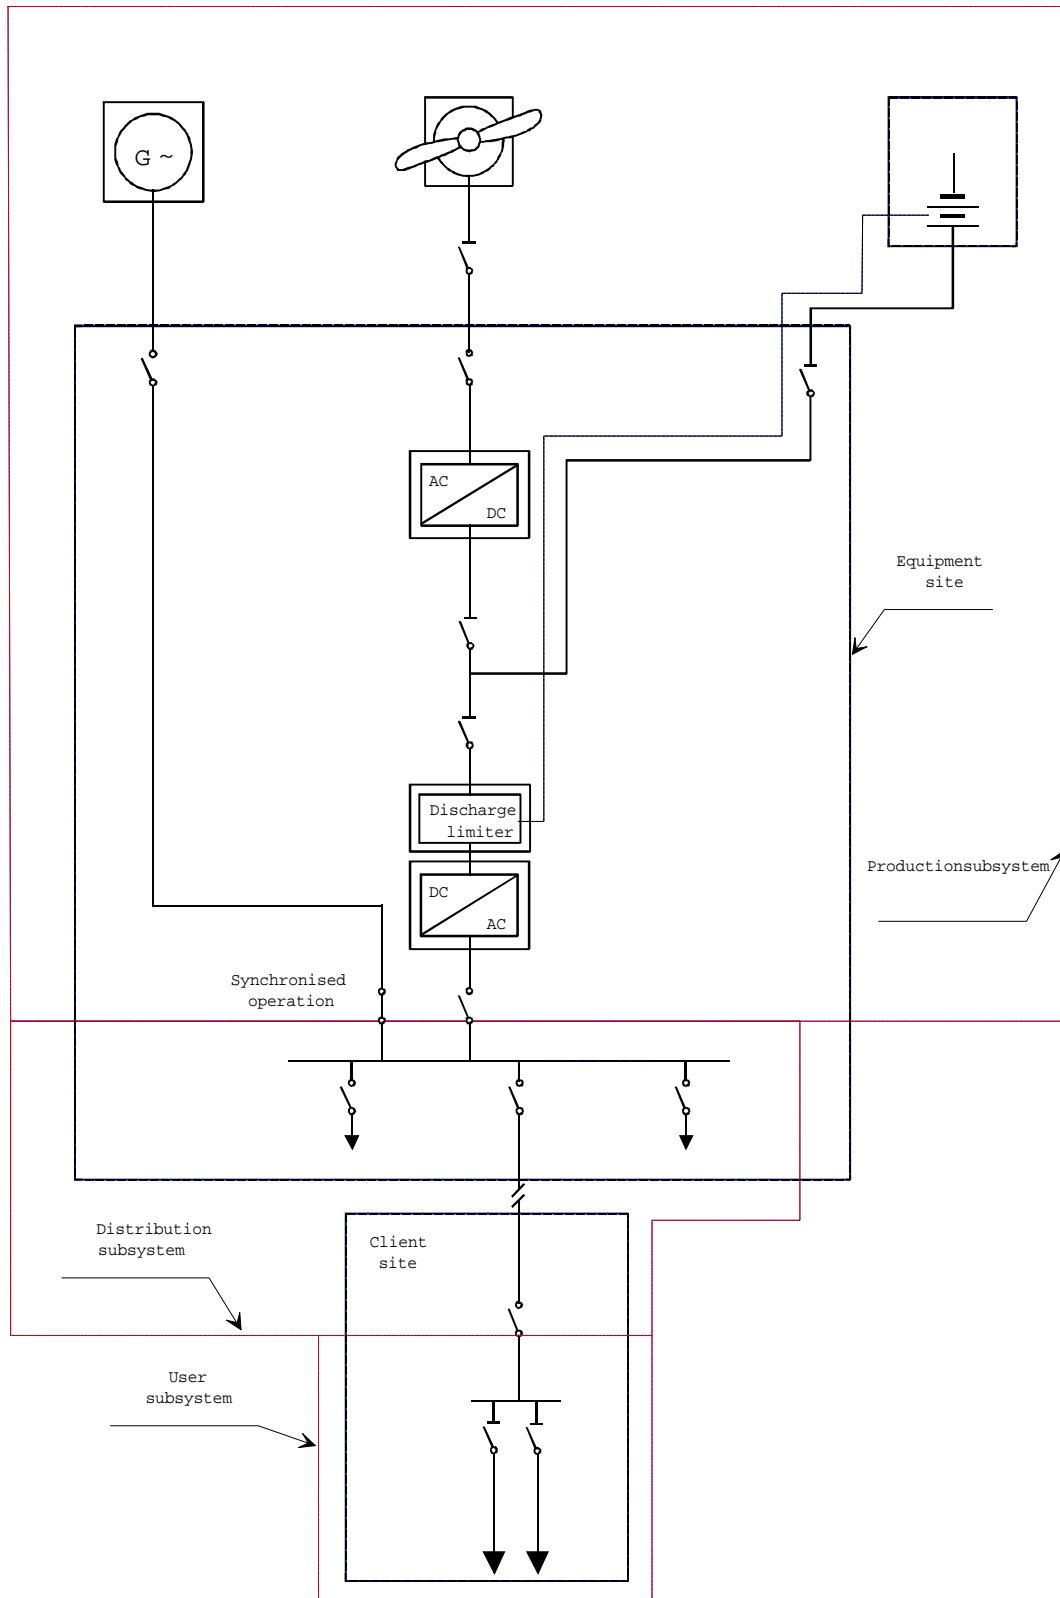 G ~
AC
DC
Equipment
site
Discharge
limiter
Productionsubsystem
DC
AC
Synchronised
operation
Distribution
subsystem
Client
site
User
subsystem